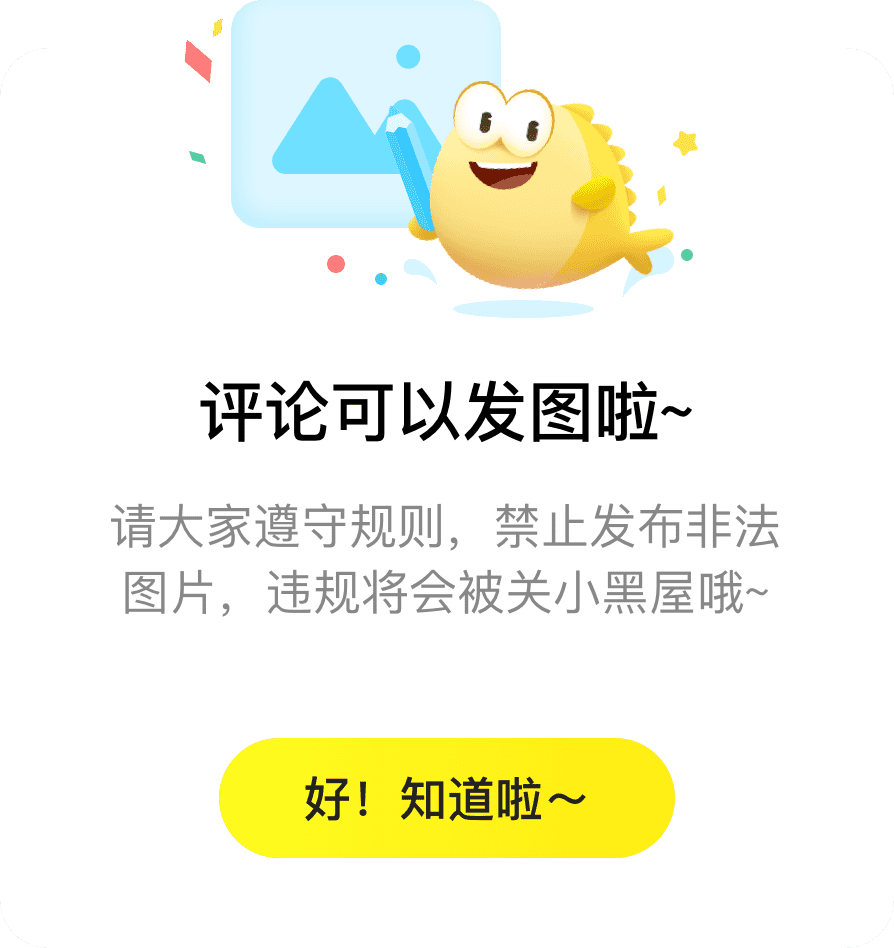 评论可以发图啦~
请大家遵守规则，禁止发布非法
图片，违规将会被关小黑屋哦~
好！知道啦～